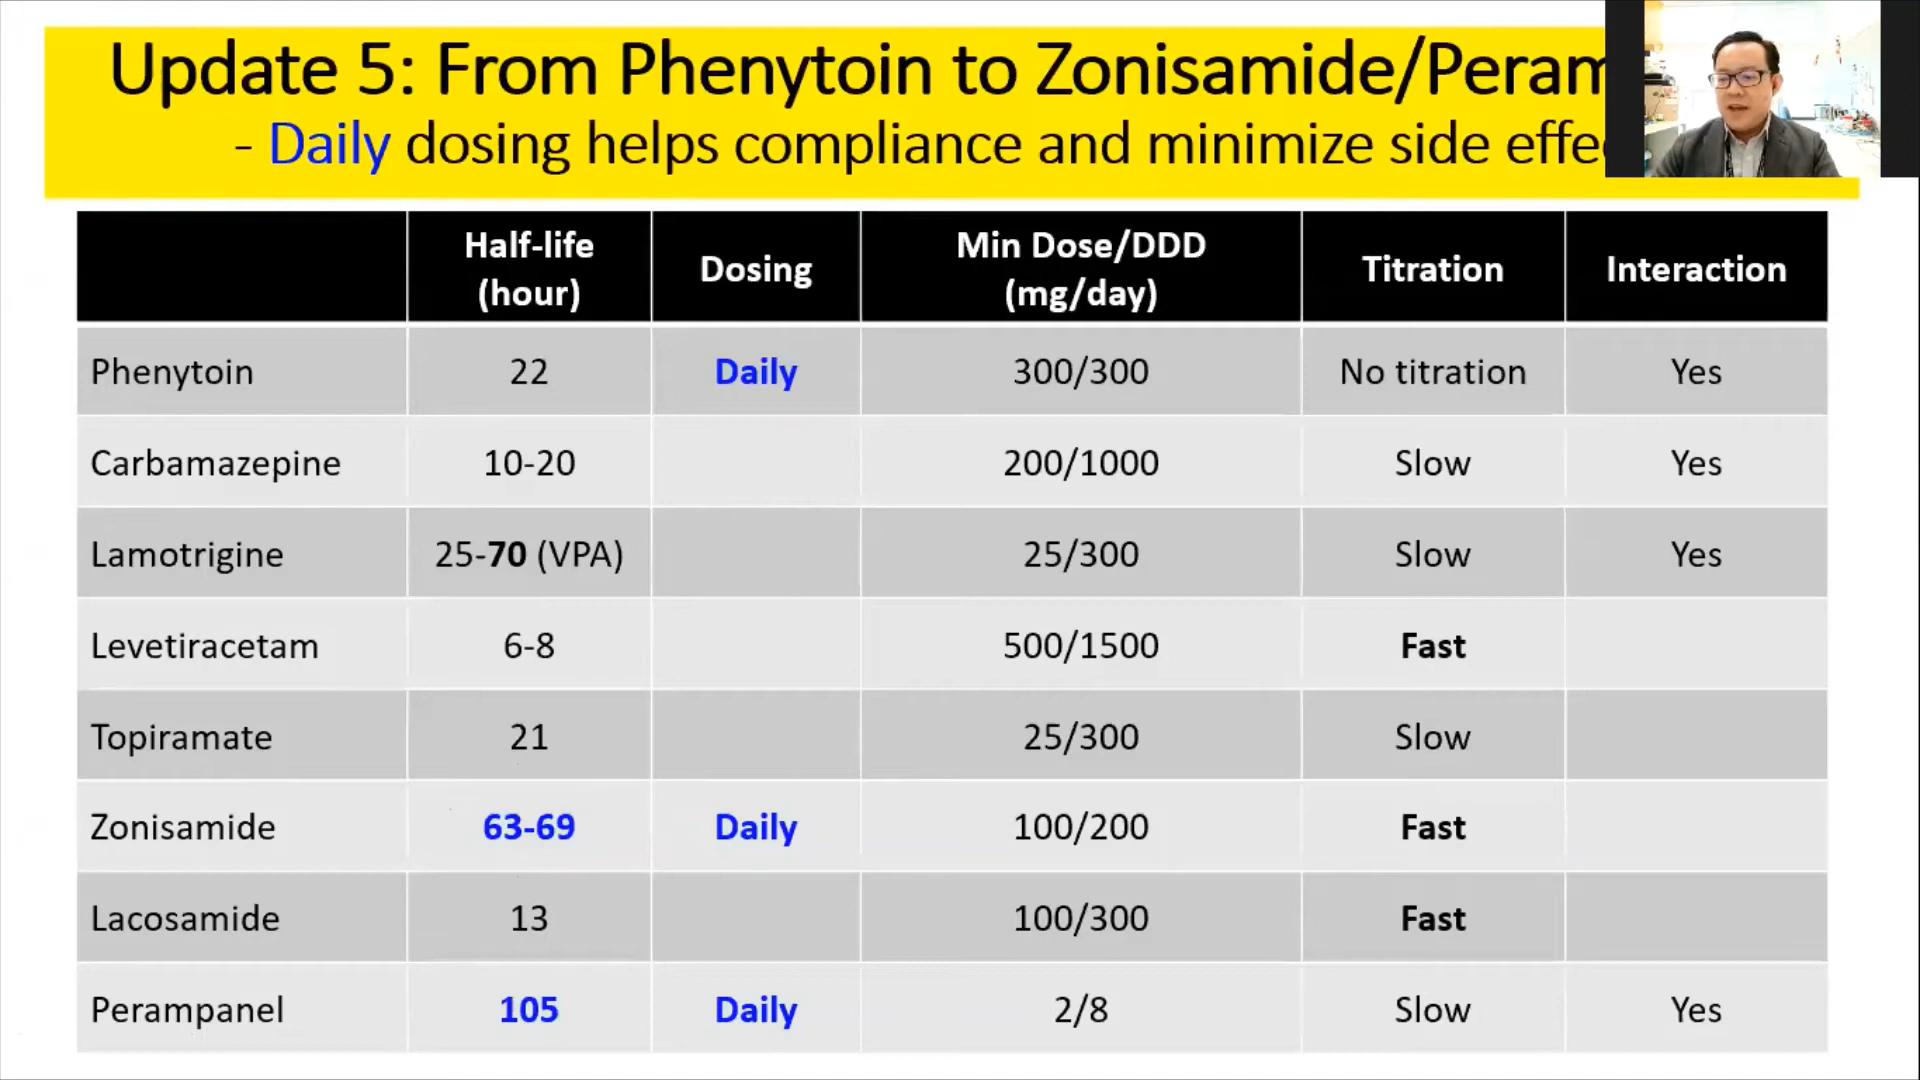 Update 5: From Phenytoin to Zonisamide/Peram
- Daily dosing helps compliance and minimize side effe
Half-life (hour) Dosing Min Dose/DDD (mg/day) Titration Interaction
Phenytoin 22 Daily 300/300 No titration Yes
Carbamazepine 10-20 200/1000 Slow Yes
Lamotrigine 25-70 (VPA) 25/300 Slow Yes
Levetiracetam 6-8 500/1500 Fast
Topiramate 21 25/300 Slow
Zonisamide 63-69 Daily 100/200 Fast
Lacosamide 13 100/300 Fast
Perampanel 105 Daily 2/8 Slow Yes